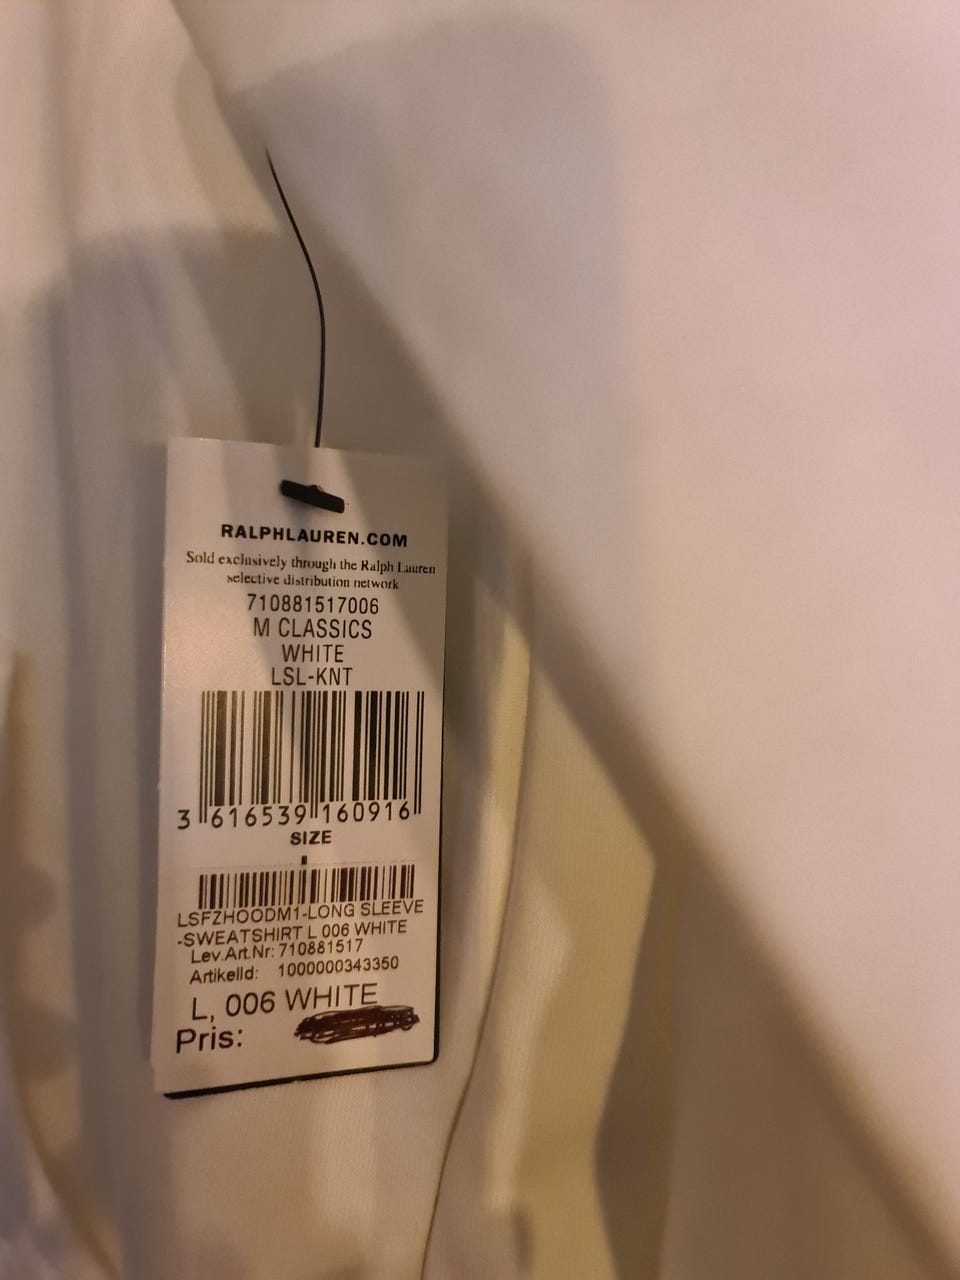 RALPHLAUREN.COM
Sold exclusively through the Ralph Lauren
selective distribution network
710881517006
M CLASSICS
WHITE
LSL-KNT
3 616539 160916
SIZE
LSFZHOODM1-LONG SLEEVE
-SWEATSHIRT L 006 WHITE
Lev.Art.Nr: 710881517
ArtikelId: 1000000343350
L, 006 WHITE
Pris: